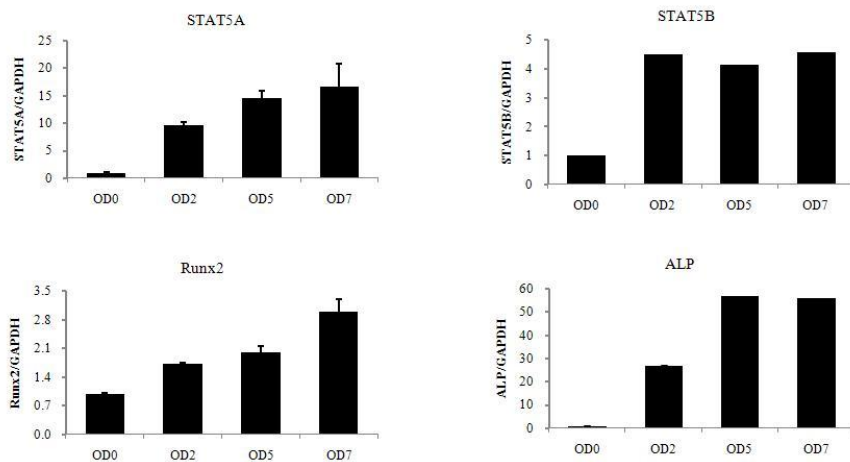 STAT5A
STAT5A/GAPDH
25
20
15
10
5
0
OD0 OD2 OD5 OD7
STAT5B
STAT5B/GAPDH
5
4
3
2
1
0
OD0 OD2 OD5 OD7
Runx2
Runx2/GAPDH
3.5
2.8
2.1
1.4
0.7
0.0
OD0 OD2 OD5 OD7
ALP
ALP/GAPDH
60
50
40
30
20
10
0
OD0 OD2 OD5 OD7